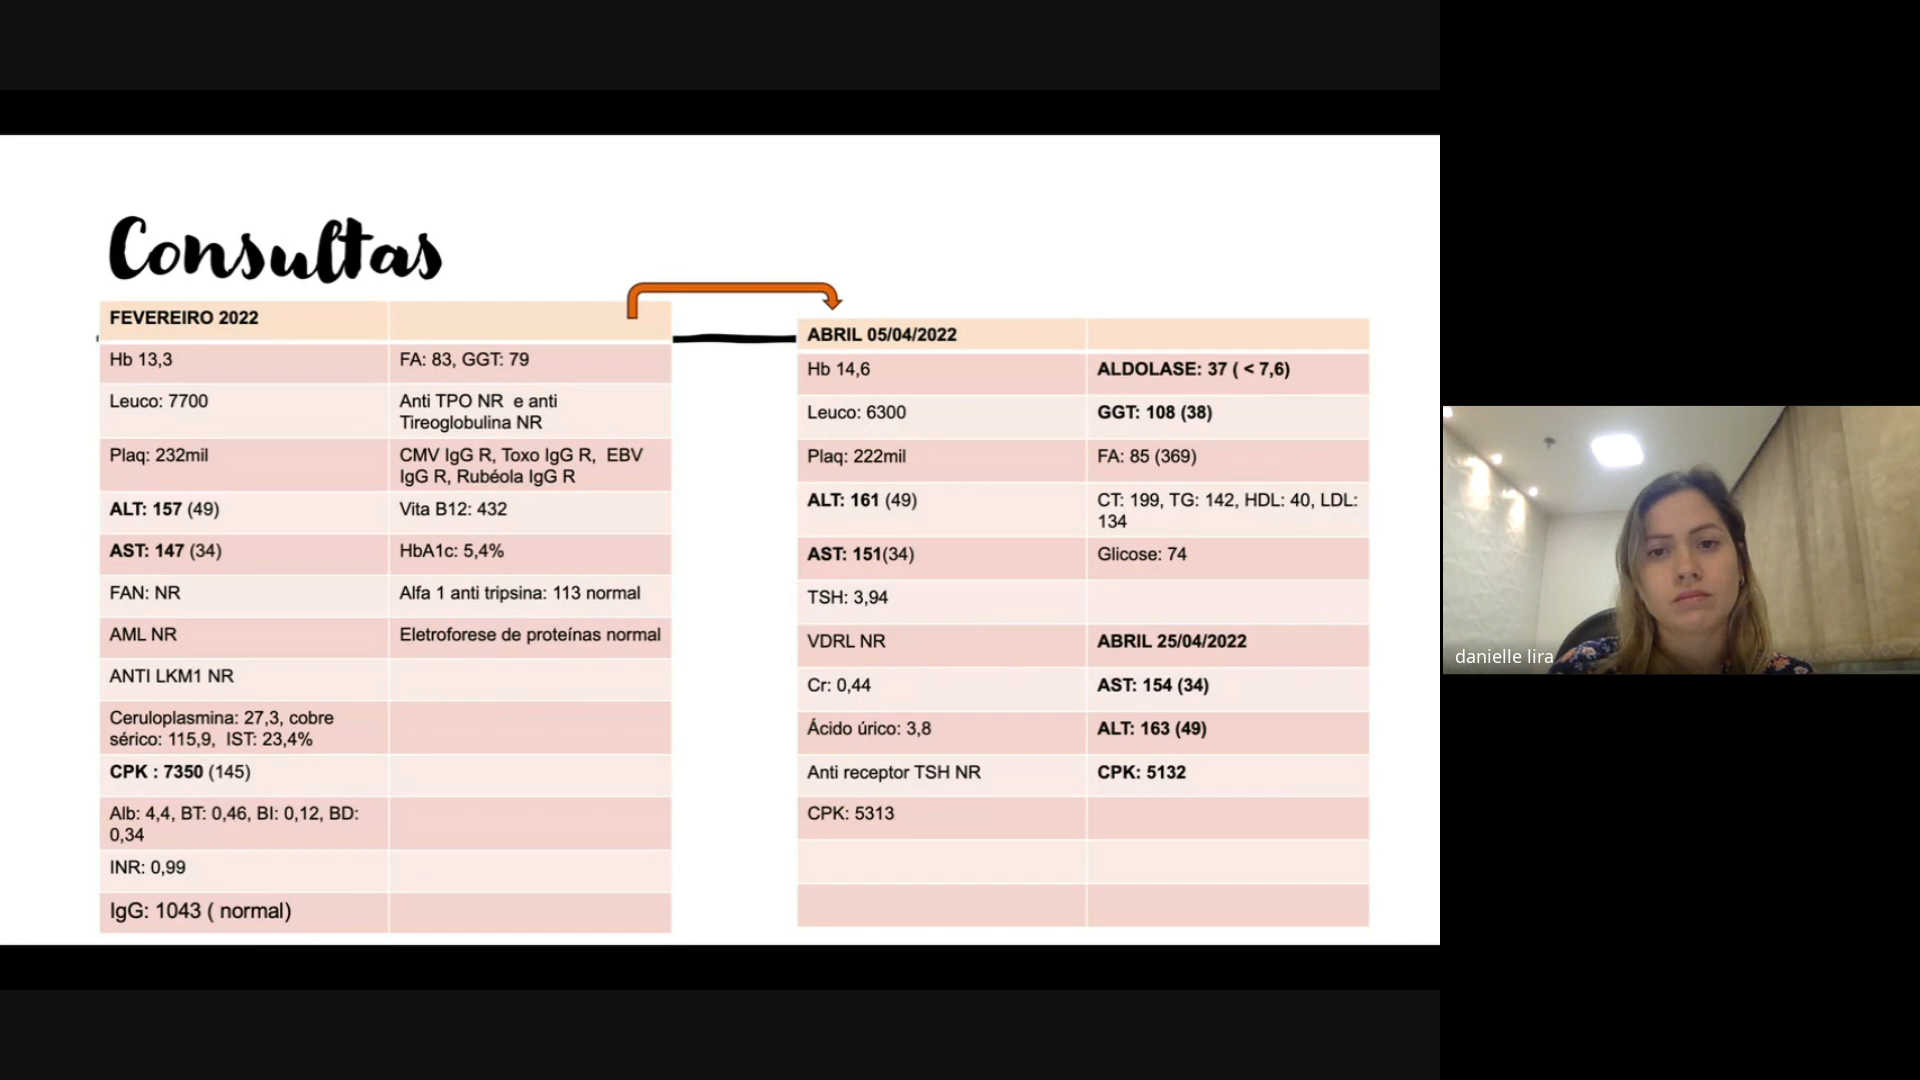 Consultas
FEVEREIRO 2022
Hb 13,3
FA: 83, GGT: 79
Leuco: 7700
Anti TPO NR e anti
Tireoglobulina NR
Plaq: 232mil
CMV IgG R, Toxo IgG R, EBV
IgG R, Rubéola IgG R
ALT: 157 (49)
Vita B12: 432
AST: 147 (34)
HbA1c: 5,4%
FAN: NR
Alfa 1 anti tripsina: 113 normal
AML NR
Eletroforese de proteínas normal
ANTI LKM1 NR
Ceruloplasmina: 27,3, cobre
sérico: 115,9, IST: 23,4%
CPK : 7350 (145)
Alb: 4,4, BT: 0,46, BI: 0,12, BD:
0,34
INR: 0,99
IgG: 1043 ( normal)
ABRIL 05/04/2022
Hb 14,6
ALDOLASE: 37 ( < 7,6)
Leuco: 6300
GGT: 108 (38)
Plaq: 222mil
FA: 85 (369)
ALT: 161 (49)
CT: 199, TG: 142, HDL: 40, LDL:
134
AST: 151(34)
Glicose: 74
TSH: 3,94
VDRL NR
ABRIL 25/04/2022
Cr: 0,44
AST: 154 (34)
Ácido úrico: 3,8
ALT: 163 (49)
Anti receptor TSH NR
CPK: 5132
CPK: 5313
danielle lira